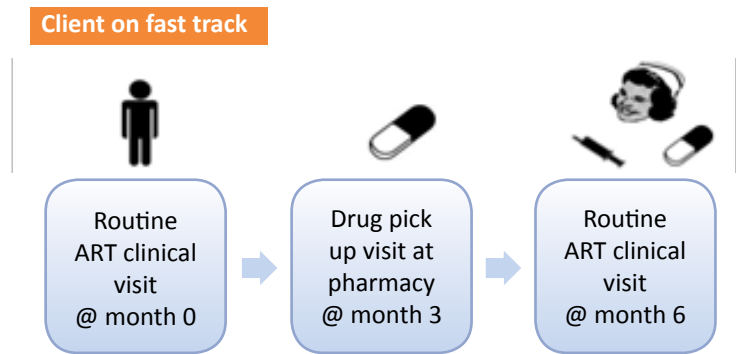 Client on fast track
Routine
ART clinical
visit
@ month 0
Drug pick
up visit at
pharmacy
@ month 3
Routine
ART clinical
visit
@ month 6